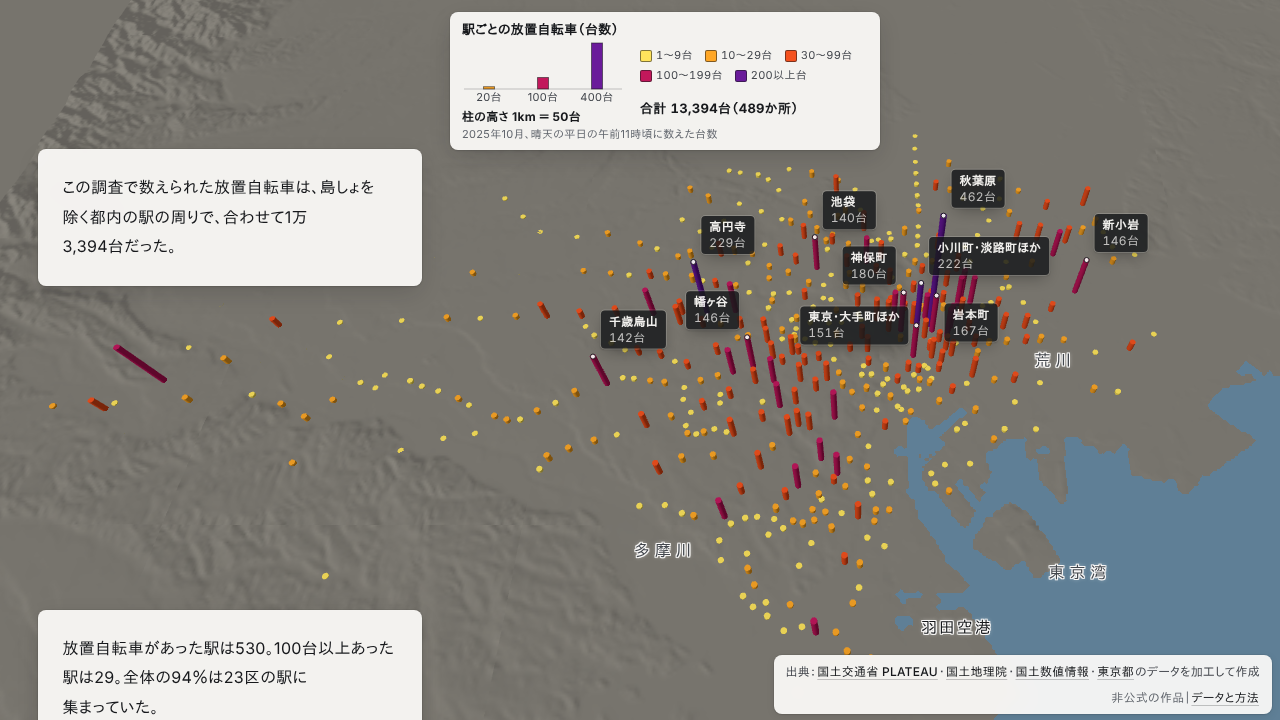 駅ごとの放置自転車（台数）
20台
100台
400台
柱の高さ 1km ＝ 50台
1〜9台
10〜29台
30〜99台
100〜199台
200以上台
合計 13,394台（489か所）
2025年10月、晴天の平日の午前11時頃に数えた台数
この調査で数えられた放置自転車は、島しょを
除く都内の駅の周りで、合わせて1万
3,394台だった。
秋葉原
462台
池袋
140台
新小岩
146台
高円寺
229台
小川町・淡路町ほか
222台
神保町
180台
幡ヶ谷
146台
千歳烏山
142台
東京・大手町ほか
151台
岩本町
167台
荒川
多摩川
東京湾
羽田空港
放置自転車があった駅は530。100台以上あった
駅は29。全体の94%は23区の駅に
集まっていた。
出典：国土交通省 PLATEAU・国土地理院・国土数値情報・東京都のデータを加工して作成
非公式の作品 | データと方法